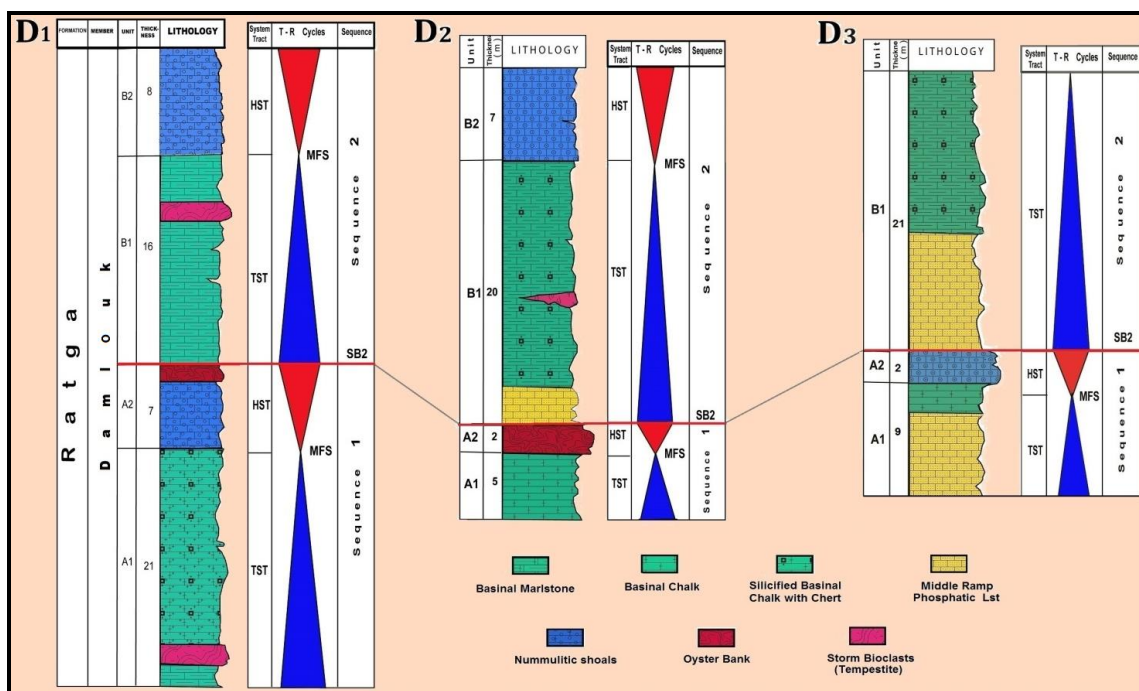 D1
FORMATION MEMBER UNIT THICK-NESS LITHOLOGY
System Tract T - R Cycles Sequence
Ratga
Damlouk
B2 8
B1 16
A2 7
A1 21
HST
MFS
TST
SB2
HST
MFS
TST
Sequence 2
Sequence 1
D2
Unit Thickne (m) LITHOLOGY
System Tract T - R Cycles Sequence
B2 7
B1 20
A2 2
A1 5
HST
MFS
TST
SB2
HST
MFS
TST
Sequence 2
Sequence 1
D3
Unit Thickne (m) LITHOLOGY
System Tract T - R Cycles Sequence
B1 21
A2 2
A1 9
TST
SB2
HST
MFS
TST
Sequence 2
Sequence 1
Basinal Marlstone
Basinal Chalk
Silicified Basinal
Chalk with Chert
Middle Ramp
Phosphatic Lst
Nummulitic shoals
Oyster Bank
Storm Bioclasts
(Tempestite)